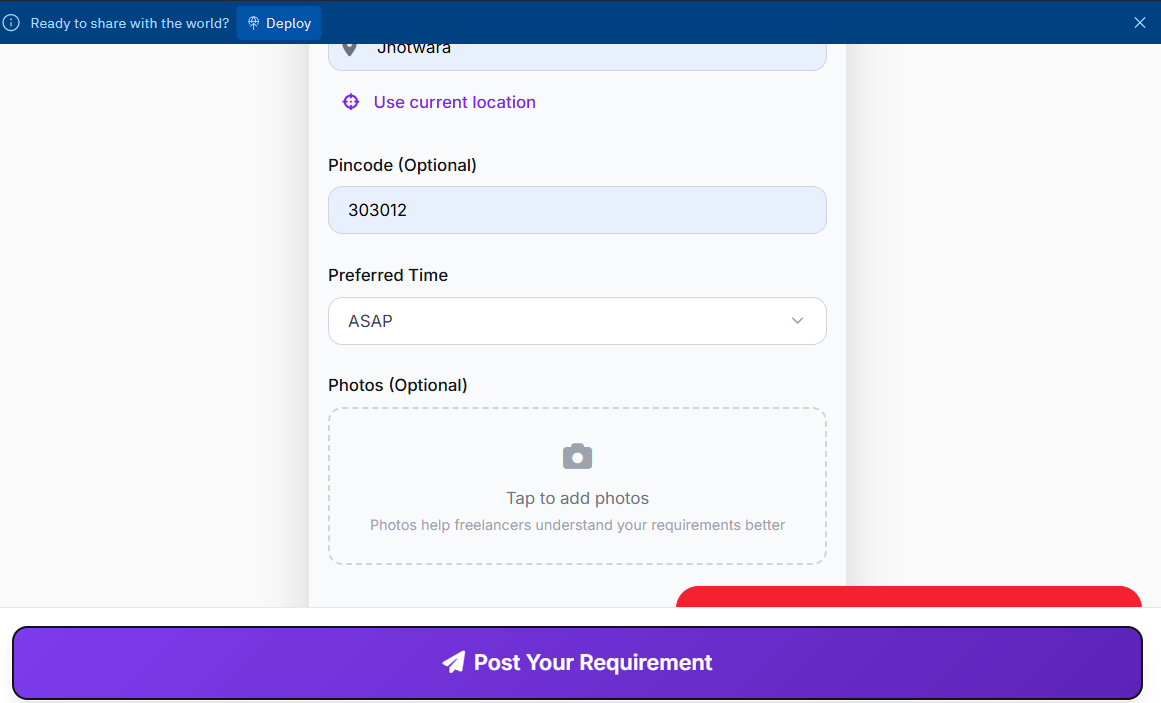 Ready to share with the world? Deploy
Jhotwara
Use current location
Pincode (Optional)
303012
Preferred Time
ASAP
Photos (Optional)
Tap to add photos
Photos help freelancers understand your requirements better
Post Your Requirement